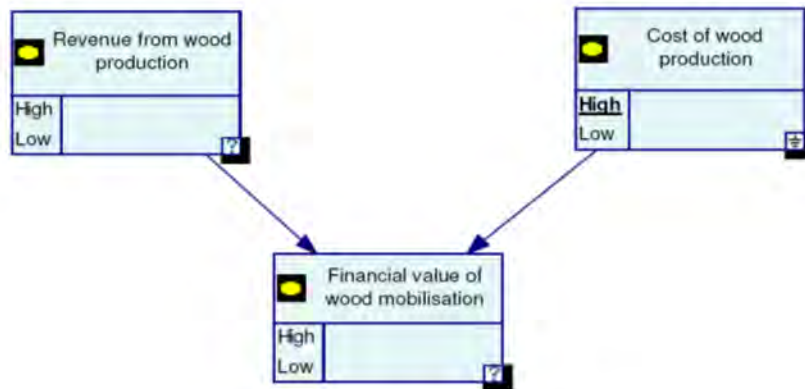 Revenue from wood
production
High
Low
?
Cost of wood
production
High
Low
Financial value of
wood mobilisation
High
Low
?